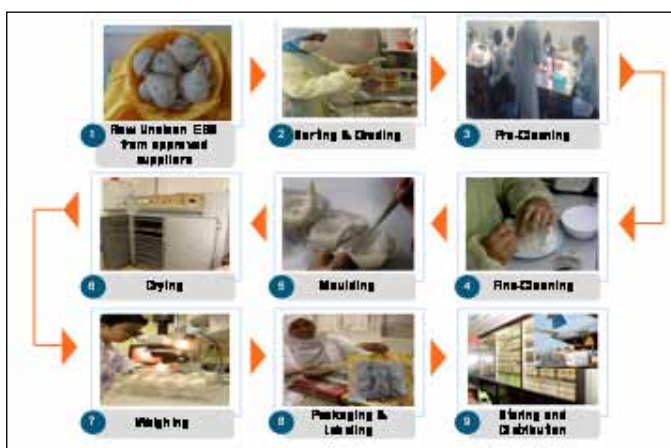 1
Raw Unclean EBN
from approved
suppliers
2
Sorting & Grading
3
Pre-Cleaning
4
Fine-Cleaning
5
Moulding
6
Drying
7
Weighing
8
Packaging &
Labeling
9
Storing and
Distribution